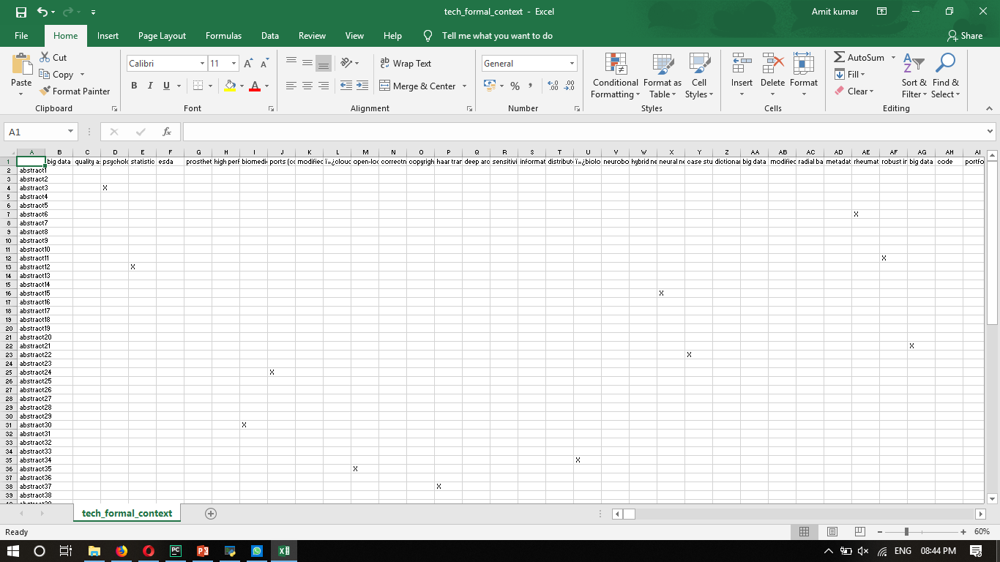 tech_formal_context - Excel
Amit kumar
File Home Insert Page Layout Formulas Data Review View Help Tell me what you want to do Share
Cut
Copy
Format Painter
Paste
Clipboard
Calibri 11
B I U
Font
Wrap Text
Merge & Center
Alignment
General
%
Number
Conditional Formatting
Format as Table
Cell Styles
Styles
Insert Delete Format
Cells
AutoSum
Fill
Clear
Sort & Filter
Find & Select
Editing
A1
fx
A B C D E F G H I J K L M N O P Q R S T U V W X Y Z AA AB AC AD AE AF AG AH AI
1 big data quality a psychol statistic esda prosthet high perf biomedi ports (co modified ï»¿cloud open-loo correctn copyrigh haar tran deep arc sensitivi informat distribut ï»¿biolo neurobo hybrid ne neural ne case stu dictionar big data modified radial ba metadat rheumat robust in big data code portfo
2 abstract1
3 abstract2
4 abstract3 X
5 abstract4
6 abstract5
7 abstract6 X
8 abstract7
9 abstract8
10 abstract9
11 abstract10
12 abstract11 X
13 abstract12 X
14 abstract13
15 abstract14
16 abstract15 X
17 abstract16
18 abstract17
19 abstract18
20 abstract19
21 abstract20
22 abstract21 X
23 abstract22 X
24 abstract23
25 abstract24 X
26 abstract25
27 abstract26
28 abstract27
29 abstract28
30 abstract29
31 abstract30 X
32 abstract31
33 abstract32
34 abstract33
35 abstract34 X
36 abstract35 X
37 abstract36
38 abstract37 X
39 abstract38
tech_formal_context
Ready
60%
ENG 08:44 PM